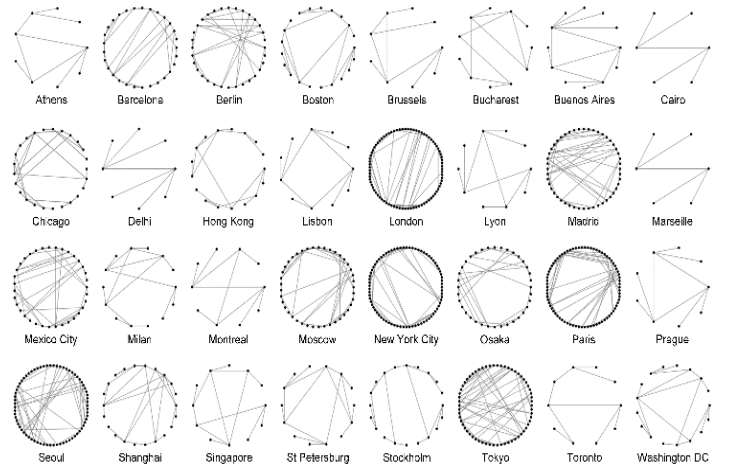 Athens Barcelona Berlin Boston Brussels Bucharest Buenos Aires Cairo
Chicago Delhi Hong Kong Lisbon London Lyon Madrid Marseille
Mexico City Milan Montreal Moscow New York City Osaka Paris Prague
Seoul Shanghai Singapore St Petersburg Stockholm Tokyo Toronto Washington DC